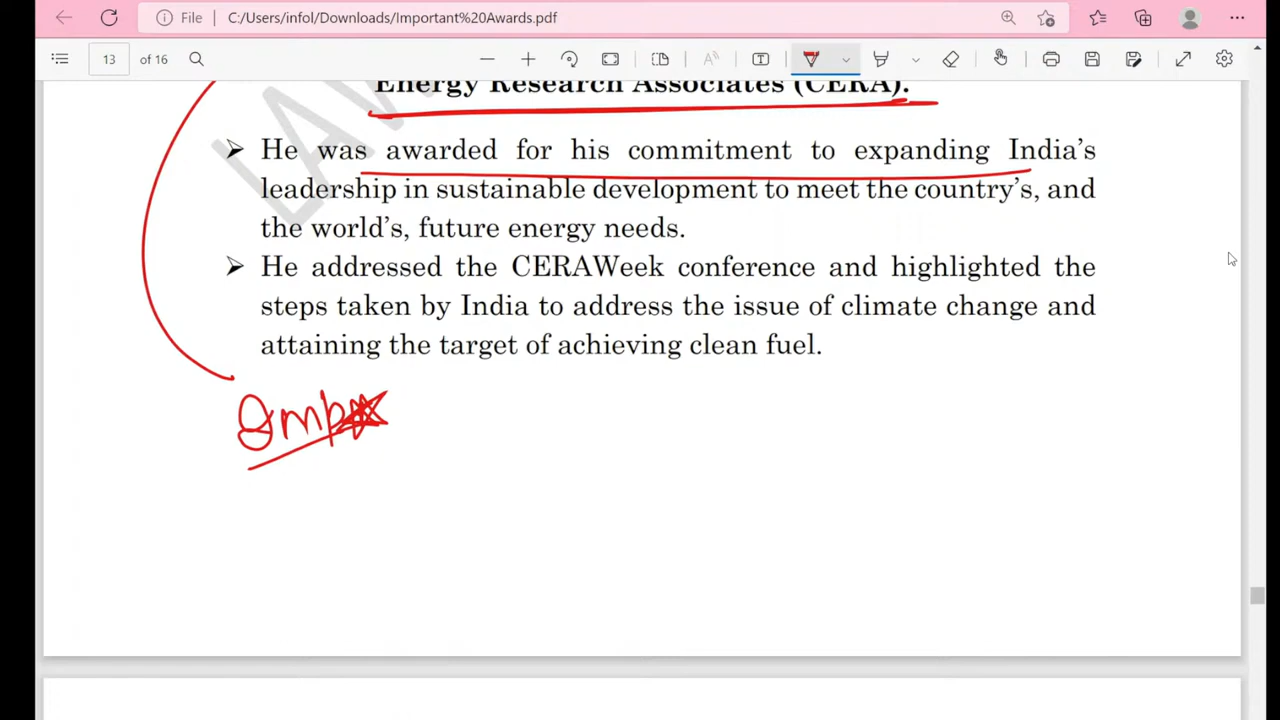 File
C:/Users/infol/Downloads/Important%20Awards.pdf
13 of 16
Energy Research Associates (CERA).
➤ He was awarded for his commitment to expanding India's
leadership in sustainable development to meet the country's, and
the world's, future energy needs.
➤ He addressed the CERAWeek conference and highlighted the
steps taken by India to address the issue of climate change and
attaining the target of achieving clean fuel.
Imp